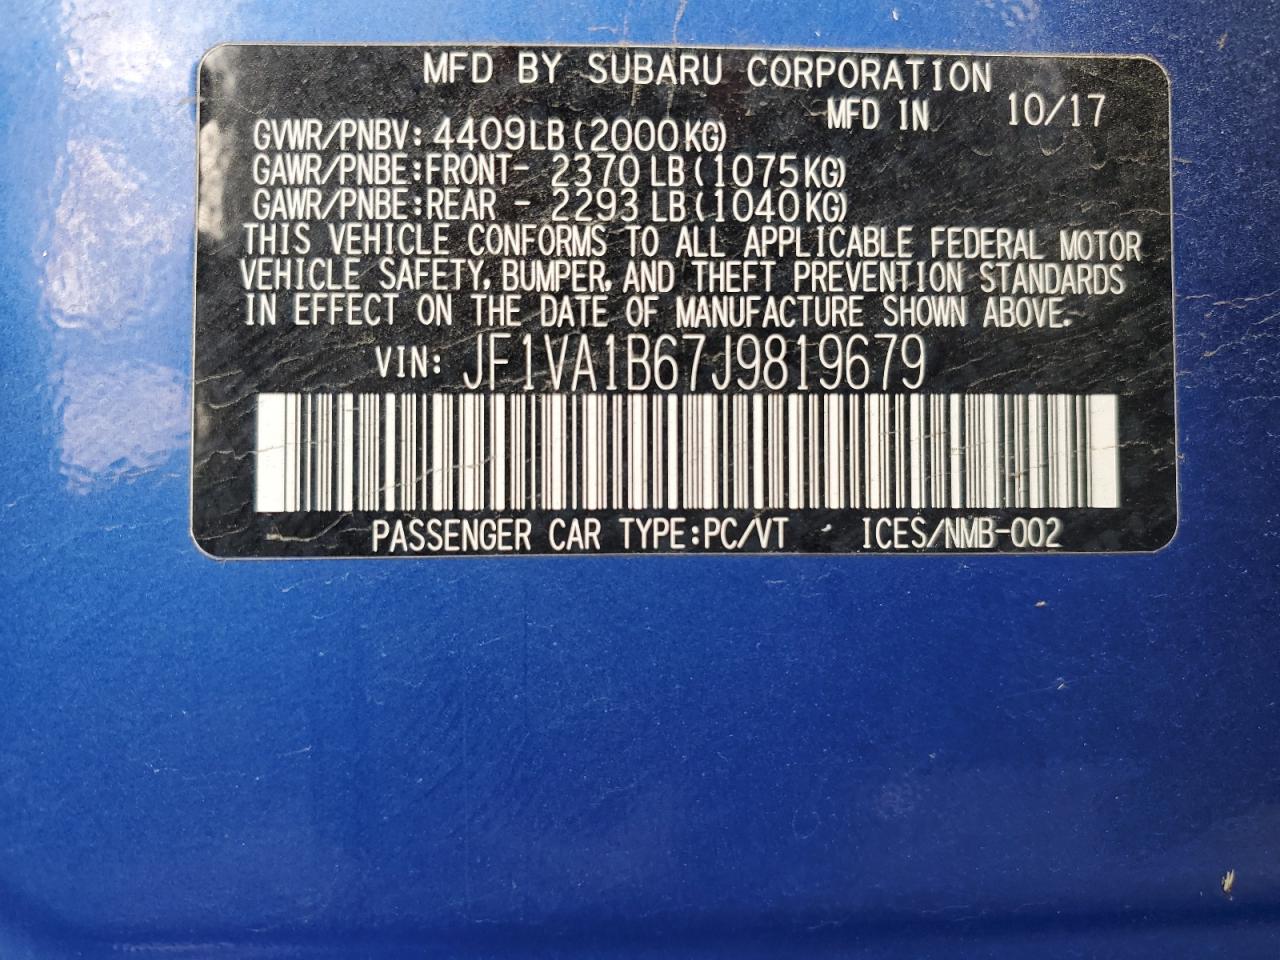 MFD BY SUBARU CORPORATION
MFD IN 10/17
GVWR/PNBV: 4409LB (2000KG)
GAWR/PNBE:FRONT- 2370 LB (1075KG)
GAWR/PNBE:REAR - 2293 LB (1040KG)
THIS VEHICLE CONFORMS TO ALL APPLICABLE FEDERAL MOTOR
VEHICLE SAFETY, BUMPER, AND THEFT PREVENTION STANDARDS
IN EFFECT ON THE DATE OF MANUFACTURE SHOWN ABOVE.
VIN: JF1VA1B67J9819679
PASSENGER CAR TYPE:PC/VT ICES/NMB-002